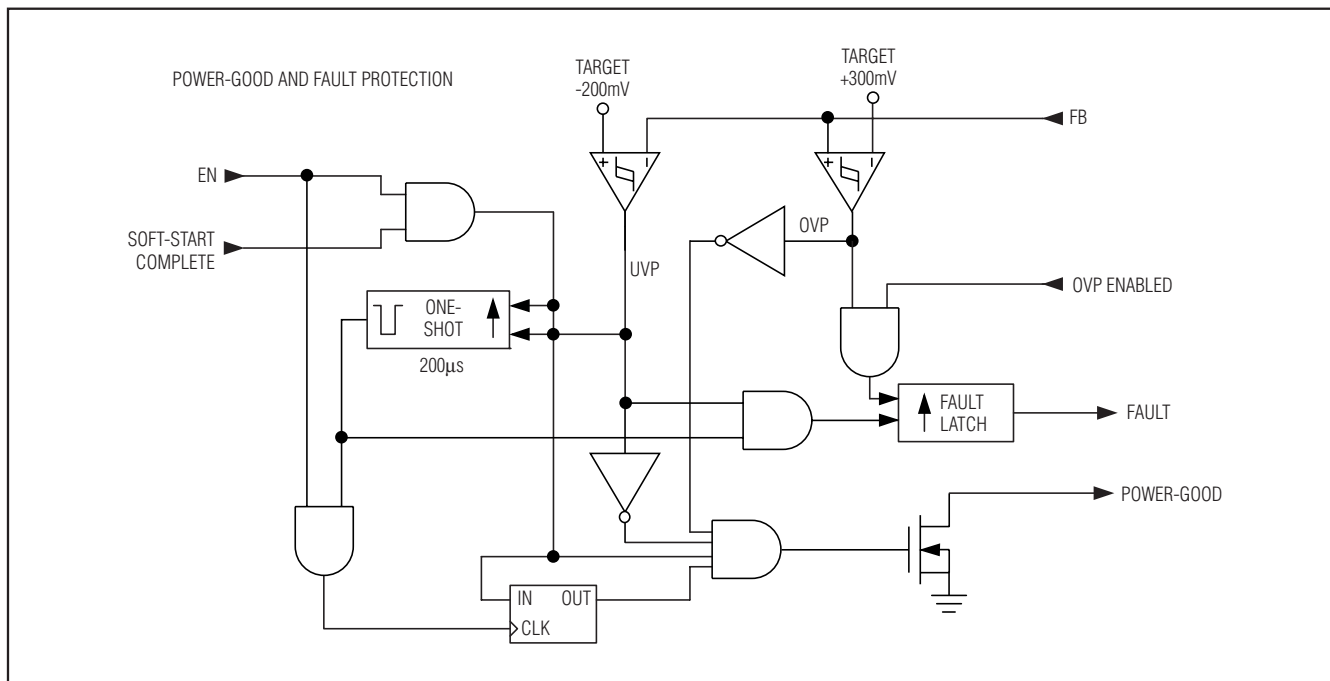 POWER-GOOD AND FAULT PROTECTION
TARGET
-200mV
TARGET
+300mV
FB
EN
SOFT-START
COMPLETE
+
-
+
-
OVP
UVP
OVP ENABLED
ONE-
SHOT
200μs
FAULT
LATCH
FAULT
POWER-GOOD
IN OUT
CLK